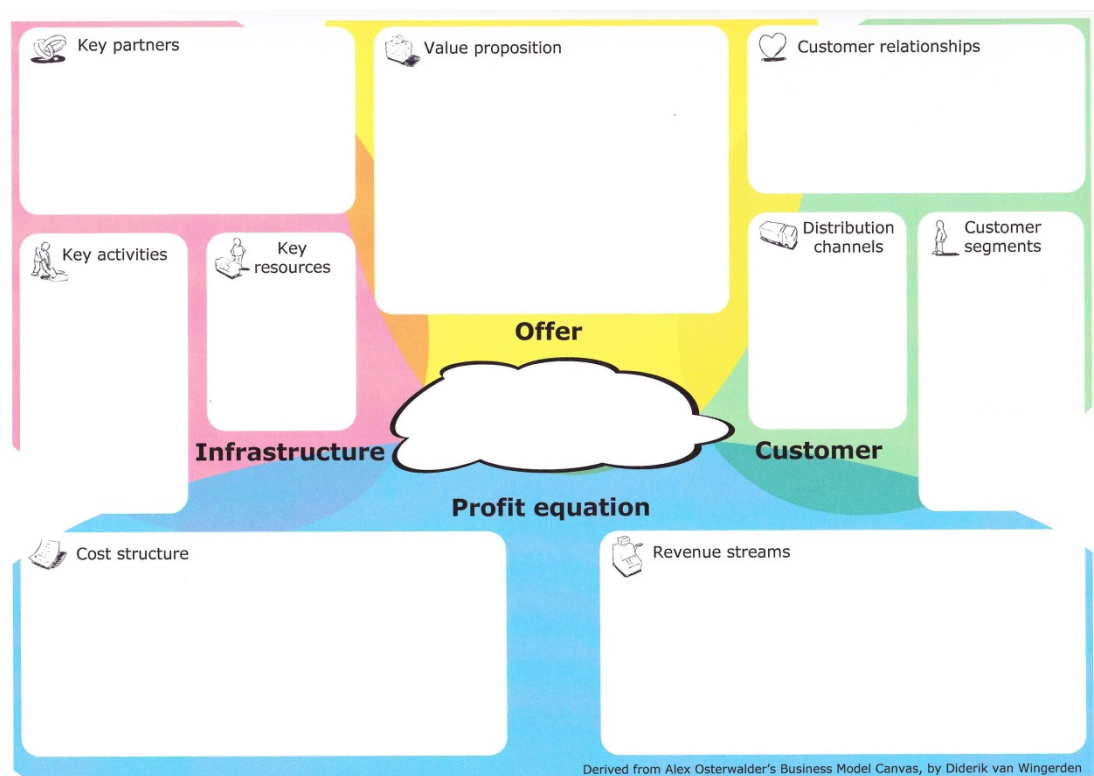 Key partners
Value proposition
Customer relationships
Key activities
Key
resources
Distribution
channels
Customer
segments
Offer
Infrastructure
Customer
Profit equation
Cost structure
Revenue streams
Derived from Alex Osterwalder's Business Model Canvas, by Diderik van Wingerden